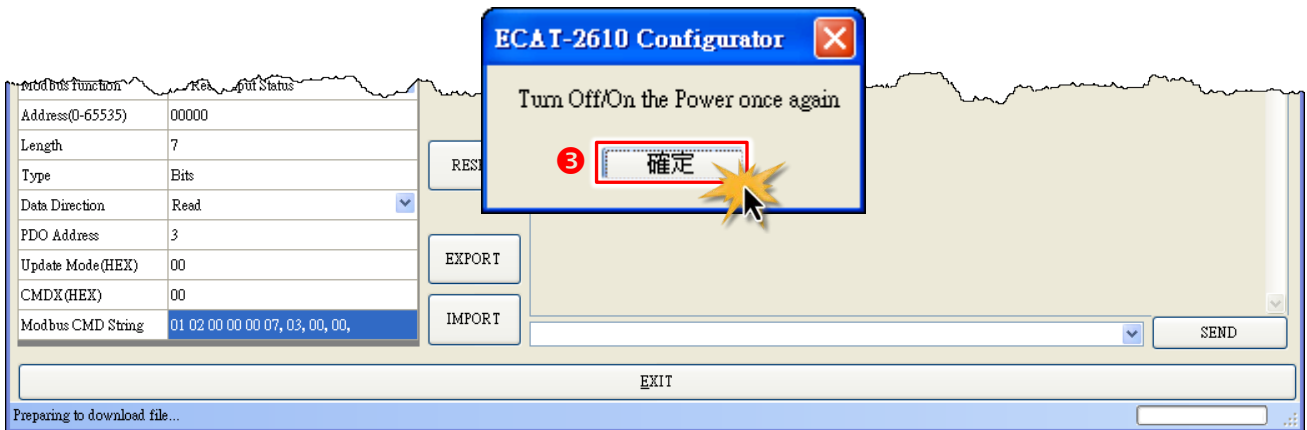 ECAT-2610 Configurator
Turn Off/On the Power once again
3 確定
Modbus function
Address(0-65535) 00000
Length 7
Type Bits
Data Direction Read
PDO Address 3
Update Mode(HEX) 00
CMDX(HEX) 00
Modbus CMD String 01 02 00 00 00 07, 03, 00, 00,
EXPORT
IMPORT
SEND
EXIT
Preparing to download file...